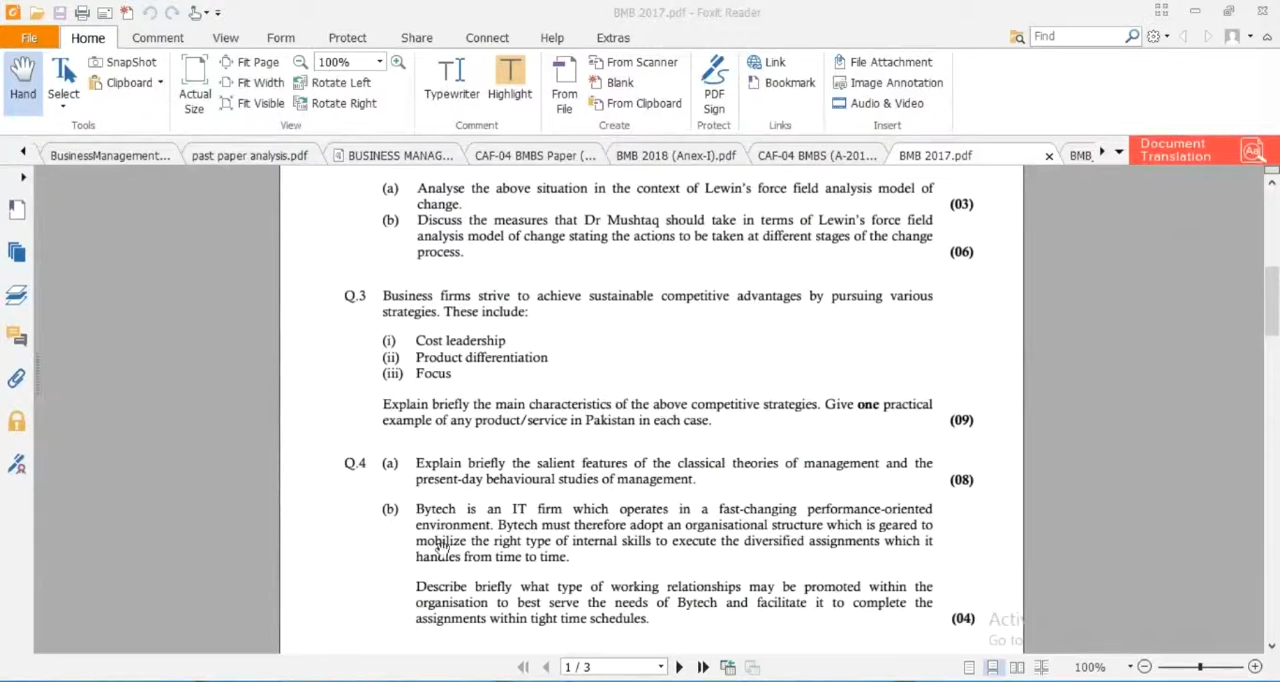 BMB 2017.pdf - Foxit Reader
File Home Comment View Form Protect Share Connect Help Extras Find
Hand Select SnapShot Clipboard Actual Size Fit Page Fit Width Fit Visible 100% Rotate Left Rotate Right Typewriter Highlight From File From Scanner Blank From Clipboard PDF Sign Link Bookmark File Attachment Image Annotation Audio & Video
Tools View Comment Create Protect Links Insert
BusinessManagement... past paper analysis.pdf BUSINESS MANAG... CAF-04 BMBS Paper (... BMB 2018 (Anex-I).pdf CAF-04 BMBS (A-201... BMB 2017.pdf BMB Document Translation
(a) Analyse the above situation in the context of Lewin's force field analysis model of
change. (03)
(b) Discuss the measures that Dr Mushtaq should take in terms of Lewin's force field
analysis model of change stating the actions to be taken at different stages of the change
process. (06)
Q.3 Business firms strive to achieve sustainable competitive advantages by pursuing various
strategies. These include:
(i) Cost leadership
(ii) Product differentiation
(iii) Focus
Explain briefly the main characteristics of the above competitive strategies. Give one practical
example of any product/service in Pakistan in each case. (09)
Q.4 (a) Explain briefly the salient features of the classical theories of management and the
present-day behavioural studies of management. (08)
(b) Bytech is an IT firm which operates in a fast-changing performance-oriented
environment. Bytech must therefore adopt an organisational structure which is geared to
mobilize the right type of internal skills to execute the diversified assignments which it
handles from time to time.
Describe briefly what type of working relationships may be promoted within the
organisation to best serve the needs of Bytech and facilitate it to complete the
assignments within tight time schedules. (04)
Activ
Go to
1 / 3 100%